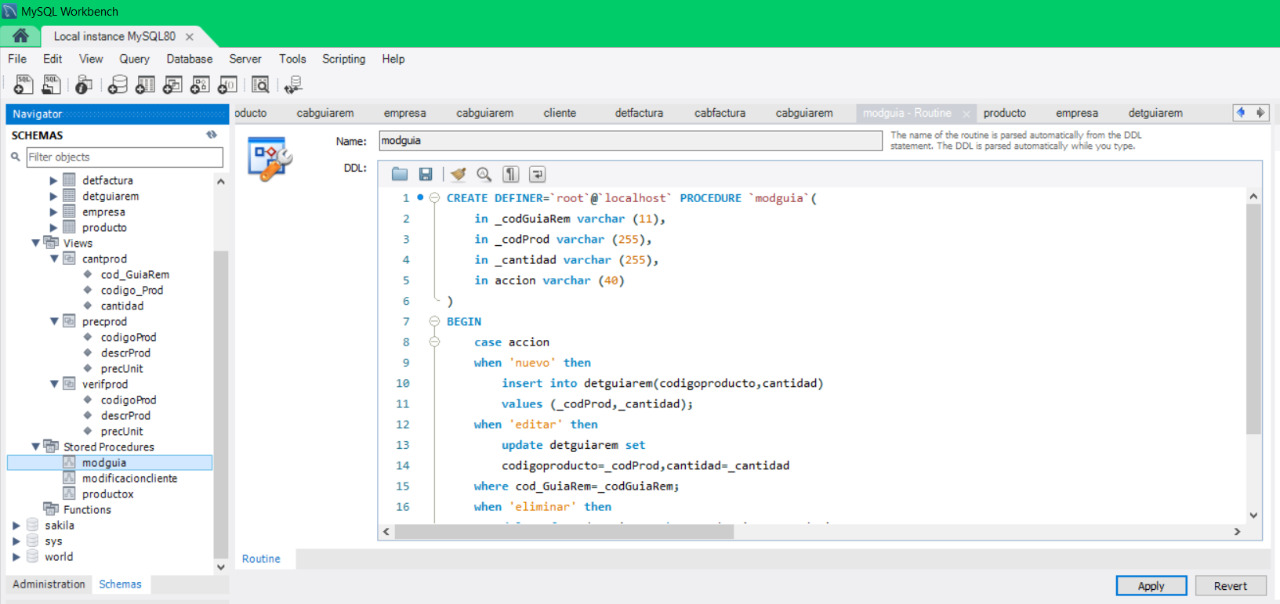 MySQL Workbench
Local instance MySQL80 ×
File Edit View Query Database Server Tools Scripting Help
Navigator
SCHEMAS
Filter objects
detfactura
detguiarem
empresa
producto
Views
cantprod
cod_GuiaRem
codigo_Prod
cantidad
precprod
codigoProd
descrProd
precUnit
verifprod
codigoProd
descrProd
precUnit
Stored Procedures
modguia
modificacioncliente
productox
Functions
sakila
sys
world
Administration Schemas
oducto cabguiarem empresa cabguiarem cliente detfactura cabfactura cabguiarem modguia - Routine × producto empresa detguiarem
Name: modguia
The name of the routine is parsed automatically from the DDL
statement. The DDL is parsed automatically while you type.
DDL:
1 CREATE DEFINER=`root`@`localhost` PROCEDURE `modguia`(
2 in _codGuiaRem varchar (11),
3 in _codProd varchar (255),
4 in _cantidad varchar (255),
5 in accion varchar (40)
6 )
7 BEGIN
8 case accion
9 when 'nuevo' then
10 insert into detguiarem(codigoproducto,cantidad)
11 values (_codProd,_cantidad);
12 when 'editar' then
13 update detguiarem set
14 codigoproducto=_codProd,cantidad=_cantidad
15 where cod_GuiaRem=_codGuiaRem;
16 when 'eliminar' then
Routine
Apply Revert